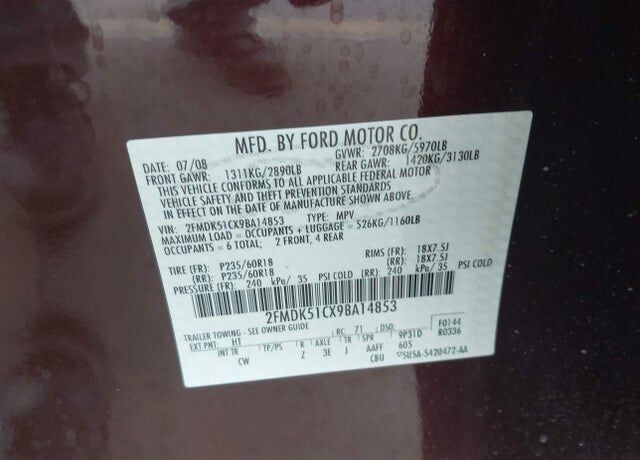 MFD. BY FORD MOTOR CO.
DATE: 07/08 GVWR: 2708KG/5970LB
FRONT GAWR: 1311KG/2890LB REAR GAWR: 1420KG/3130LB
THIS VEHICLE CONFORMS TO ALL APPLICABLE FEDERAL MOTOR
VEHICLE SAFETY AND THEFT PREVENTION STANDARDS
IN EFFECT ON THE DATE OF MANUFACTURE SHOWN ABOVE.
VIN: 2FMDK51CX9BA14853 TYPE: MPV
MAXIMUM LOAD = OCCUPANTS + LUGGAGE = 526KG/1160LB
OCCUPANTS = 6 TOTAL: 2 FRONT, 4 REAR
TIRE (FR): P235/60R18 RIMS (FR): 18X7.5J
(RR): P235/60R18 (RR): 18X7.5J
PRESSURE (FR): 240 kPa/ 35 PSI COLD (RR): 240 kPa/ 35 PSI COLD
2FMDK51CX9BA14853
TRAILER TOWING - SEE OWNER GUIDE
EXT PNT: HT RC: 71 DSO: 9P31D F0144
INT TR TP/PS R AXLE TR SPR AAFF 605 R0336
CW Z 3E J CBU SU5A-5420472-AA